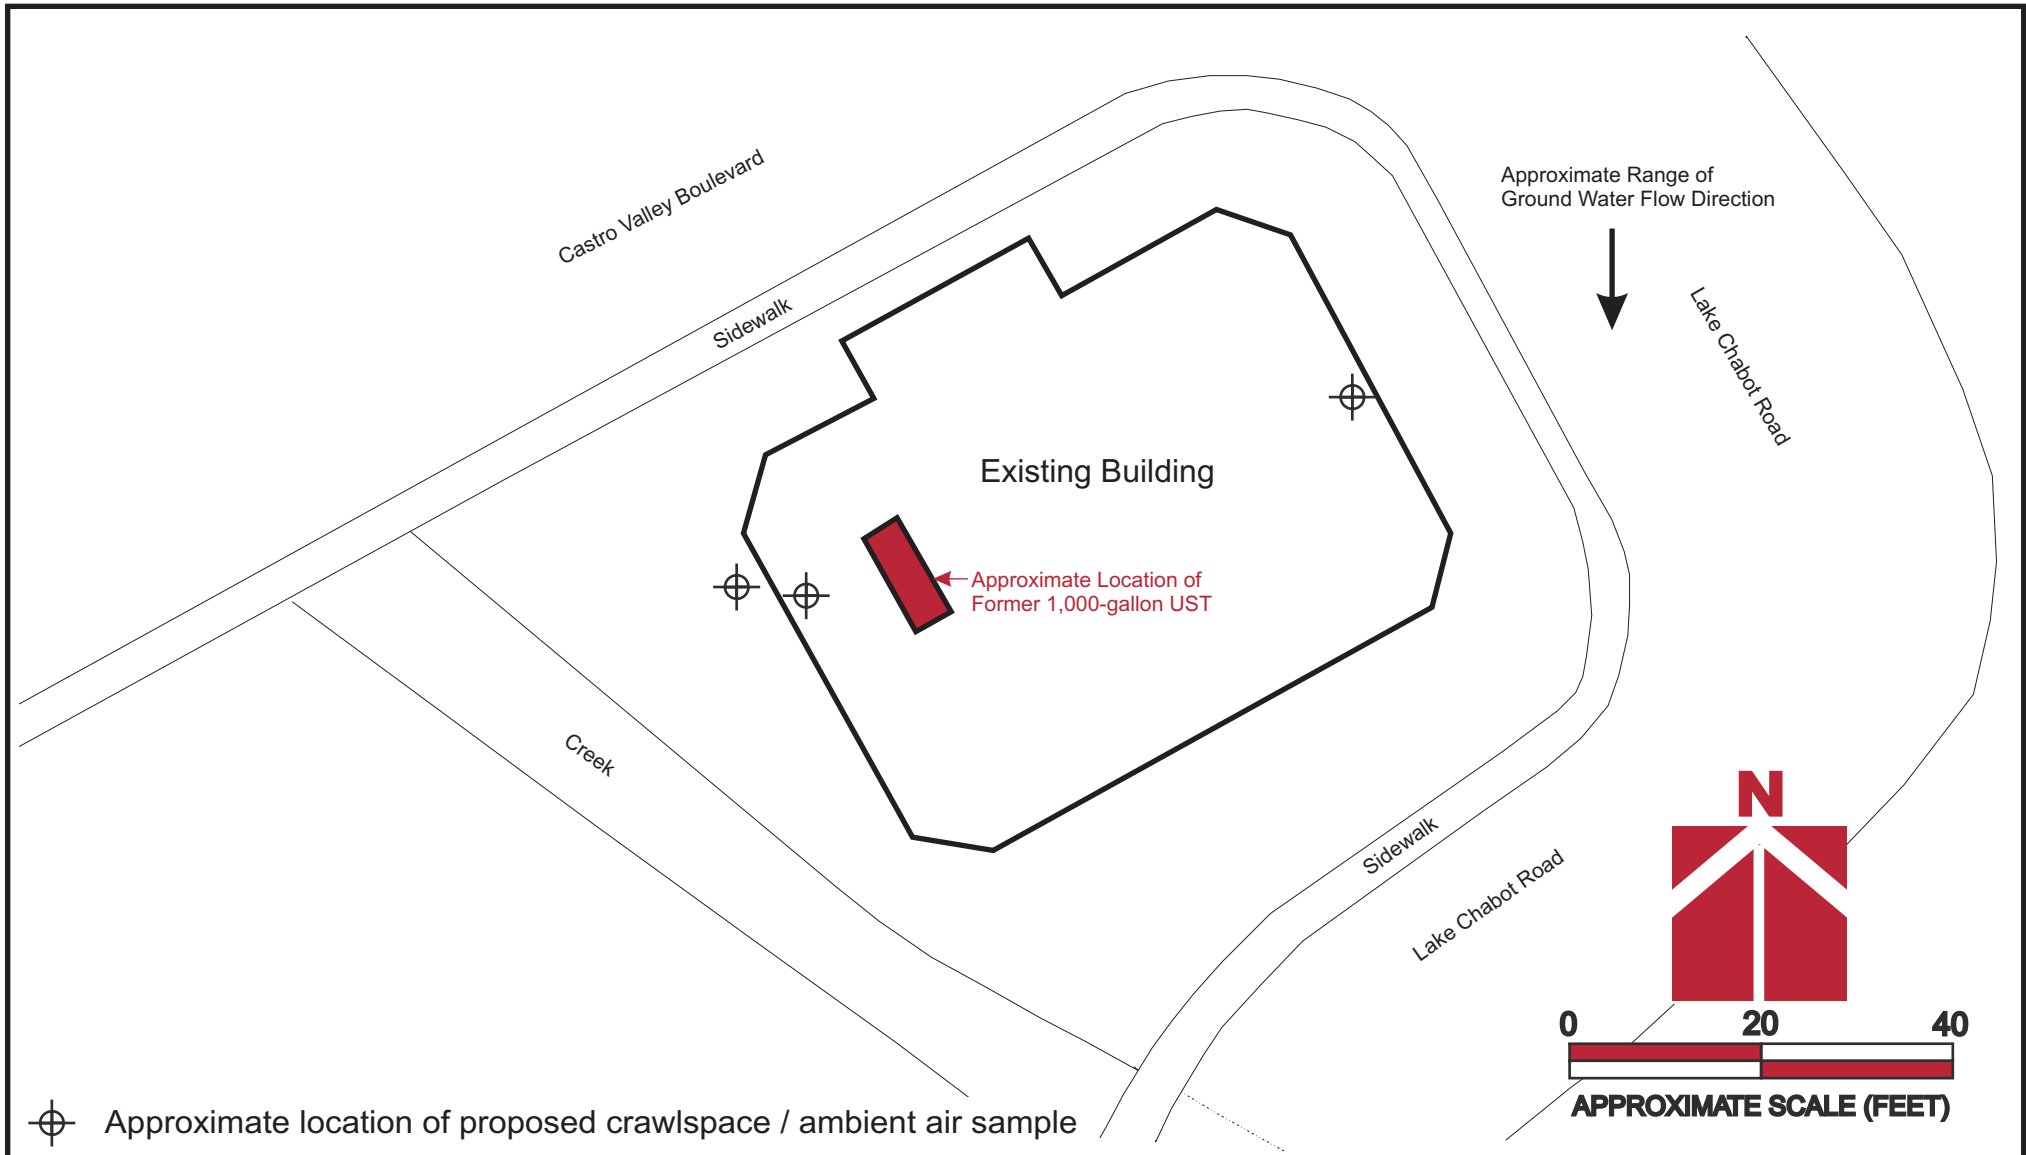 Castro Valley Boulevard
Sidewalk
Approximate Range of
Ground Water Flow Direction
Lake Chabot Road
Existing Building
Approximate Location of
Former 1,000-gallon UST
Creek
Sidewalk
Lake Chabot Road
N
0 20 40
APPROXIMATE SCALE (FEET)
Approximate location of proposed crawlspace / ambient air sample